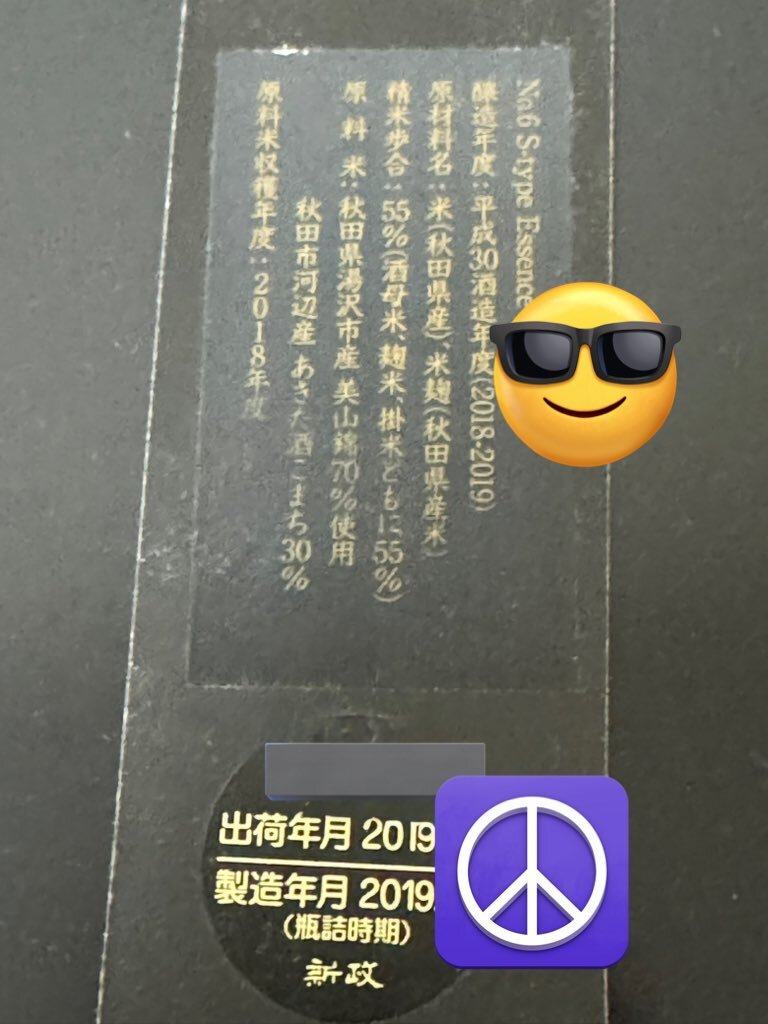 No.6 S-type Essence
醸造年度：平成30酒造年度(2018-2019)
原材料名：米(秋田県産)、米麹(秋田県産米)
精米歩合：55%(酒母米、麹米、掛米ともに55%)
原料米：秋田県湯沢市産 美山錦70%使用
秋田市河辺産 あきた酒こまち30%
原料米収穫年度：2018年度
出荷年月 2019
製造年月 2019.
(瓶詰時期)
新政